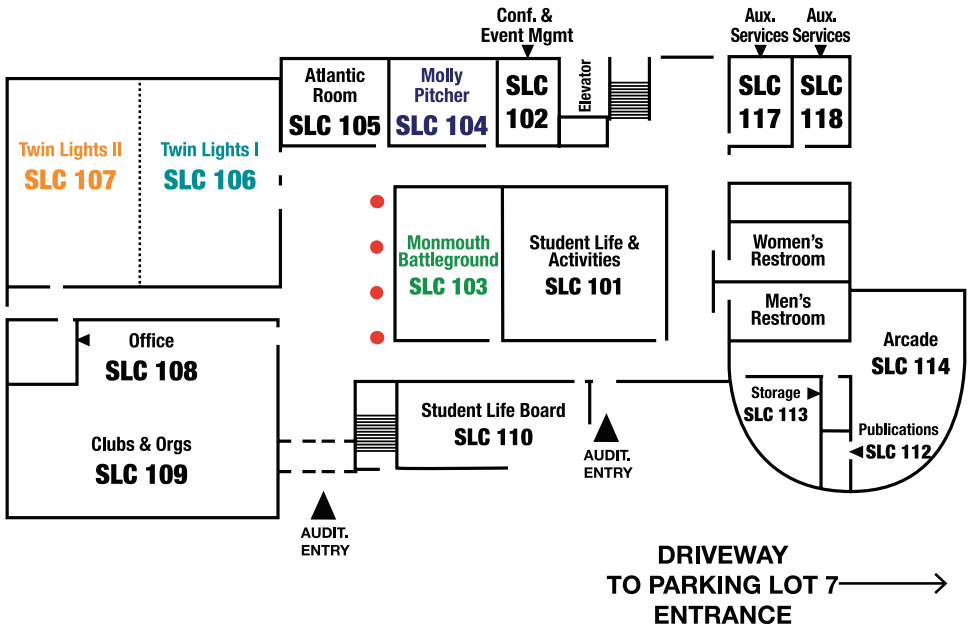 Conf. &
Event Mgmt
Aux.
Services
Aux.
Services
Atlantic
Room
SLC 105
Molly
Pitcher
SLC 104
SLC
102
Elevator
SLC
117
SLC
118
Twin Lights II
SLC 107
Twin Lights I
SLC 106
Monmouth
Battleground
SLC 103
Student Life &
Activities
SLC 101
Women's
Restroom
Men's
Restroom
Office
SLC 108
Arcade
SLC 114
Clubs & Orgs
SLC 109
Student Life Board
SLC 110
Storage
SLC 113
Publications
SLC 112
AUDIT.
ENTRY
AUDIT.
ENTRY
DRIVEWAY
TO PARKING LOT 7
ENTRANCE